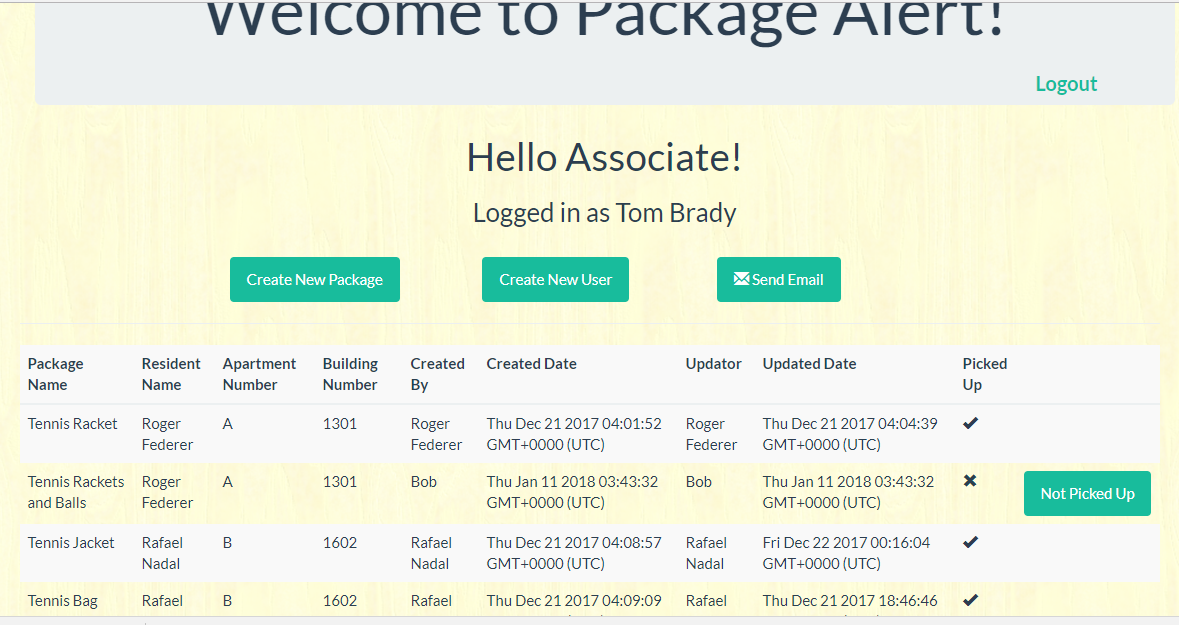 Welcome to Package Alert!
Logout
Hello Associate!
Logged in as Tom Brady
Create New Package
Create New User
Send Email
Package Name Resident Name Apartment Number Building Number Created By Created Date Updator Updated Date Picked Up
Tennis Racket Roger Federer A 1301 Roger Federer Thu Dec 21 2017 04:01:52 GMT+0000 (UTC) Roger Federer Thu Dec 21 2017 04:04:39 GMT+0000 (UTC)
Tennis Rackets and Balls Roger Federer A 1301 Bob Thu Jan 11 2018 03:43:32 GMT+0000 (UTC) Bob Thu Jan 11 2018 03:43:32 GMT+0000 (UTC) Not Picked Up
Tennis Jacket Rafael Nadal B 1602 Rafael Nadal Thu Dec 21 2017 04:08:57 GMT+0000 (UTC) Rafael Nadal Fri Dec 22 2017 00:16:04 GMT+0000 (UTC)
Tennis Bag Rafael B 1602 Rafael Thu Dec 21 2017 04:09:09 Rafael Thu Dec 21 2017 18:46:46